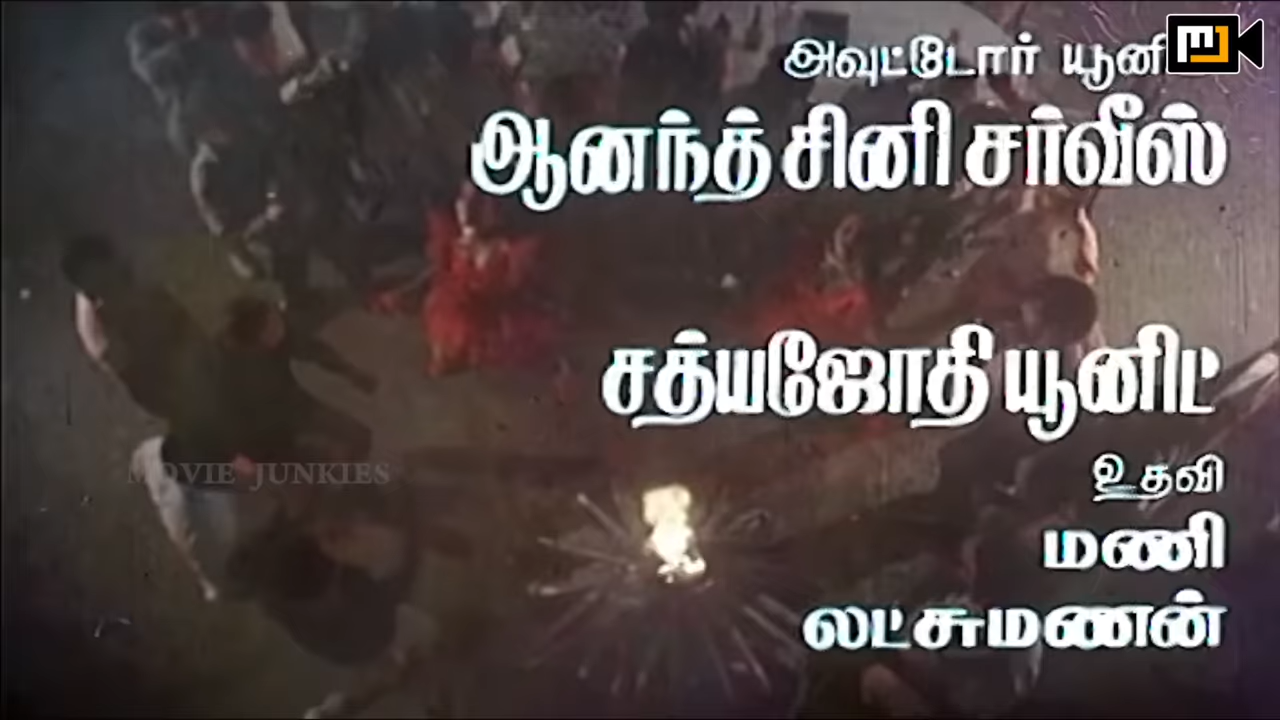 அவுட்டோர் யூனி
ஆனந்த் சினி சர்வீஸ்
சத்யஜோதி யூனிட்
உதவி
மணி
லட்சுமணன்
MOVIE JUNKIES